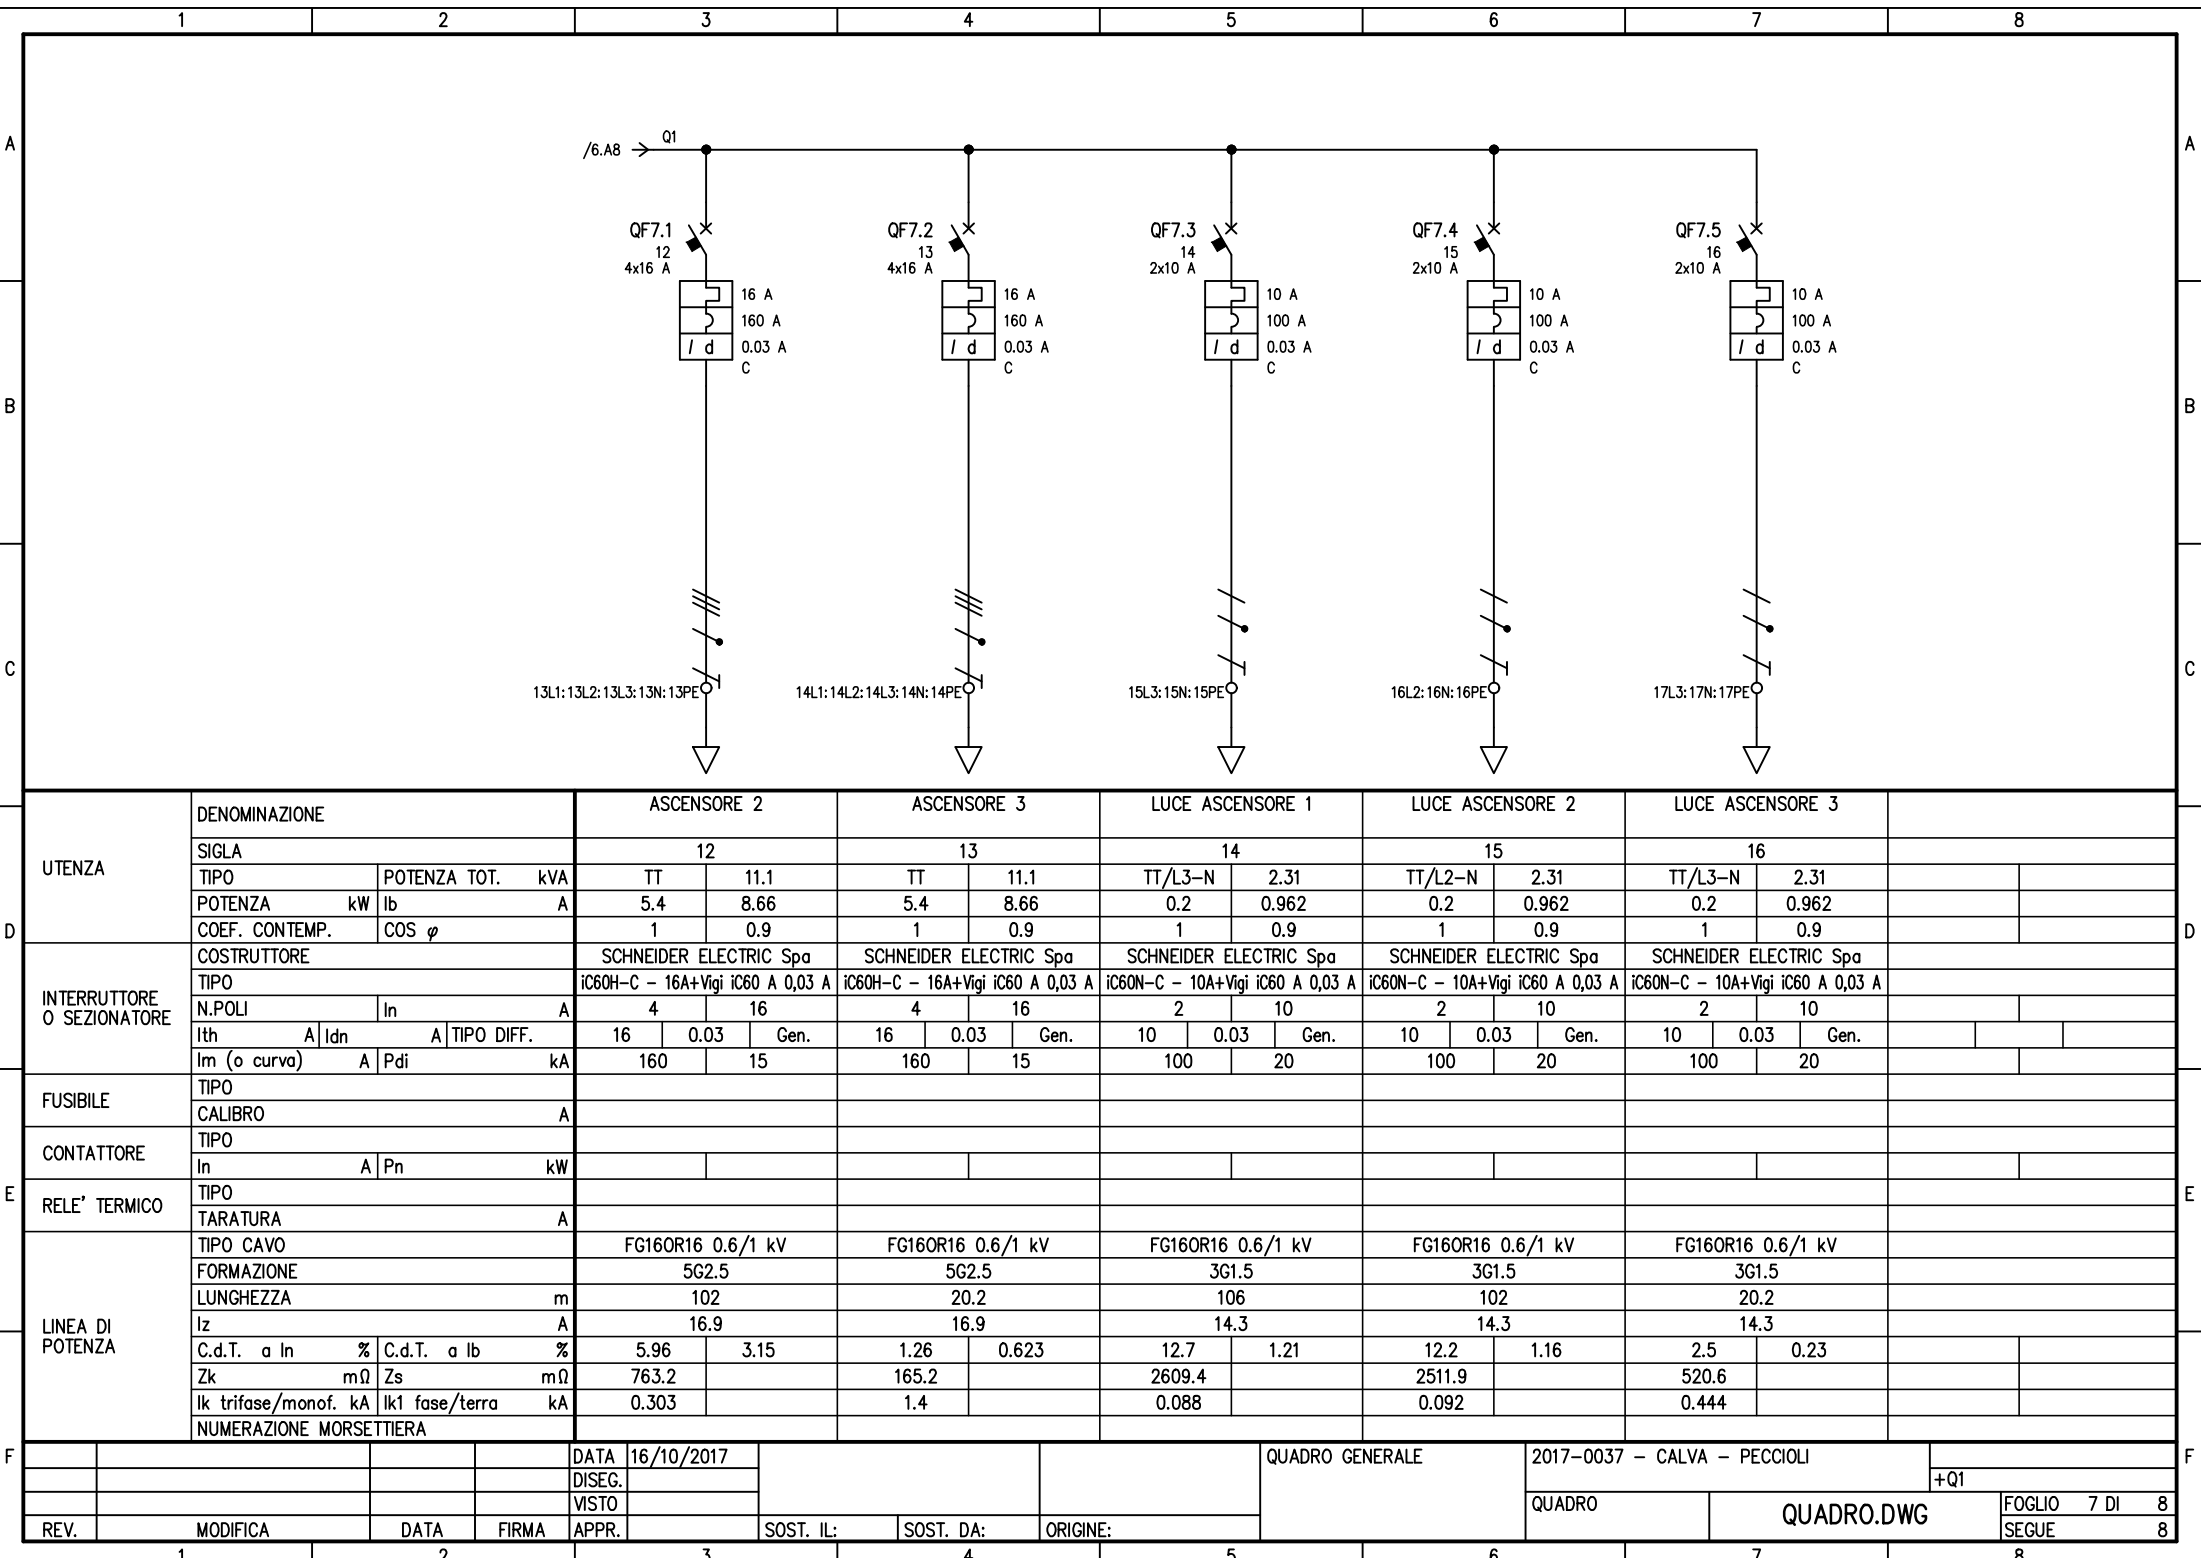 1 2 3 4 5 6 7 8
A A
/6.A8 Q1
QF7.1 QF7.2 QF7.3 QF7.4 QF7.5
12 13 14 15 16
4x16 A 4x16 A 2x10 A 2x10 A 2x10 A
16 A 16 A 10 A 10 A 10 A
160 A 160 A 100 A 100 A 100 A
I d 0.03 A I d 0.03 A I d 0.03 A I d 0.03 A I d 0.03 A
C C C C C
B B
C C
13L1:13L2:13L3:13N:13PE 14L1:14L2:14L3:14N:14PE 15L3:15N:15PE 16L2:16N:16PE 17L3:17N:17PE
DENOMINAZIONE ASCENSORE 2 ASCENSORE 3 LUCE ASCENSORE 1 LUCE ASCENSORE 2 LUCE ASCENSORE 3
UTENZA
SIGLA 12 13 14 15 16
TIPO POTENZA TOT. kVA TT 11.1 TT 11.1 TT/L3-N 2.31 TT/L2-N 2.31 TT/L3-N 2.31
POTENZA kW Ib A 5.4 8.66 5.4 8.66 0.2 0.962 0.2 0.962 0.2 0.962
D COEF. CONTEMP. COS φ 1 0.9 1 0.9 1 0.9 1 0.9 1 0.9 D
INTERRUTTORE
O SEZIONATORE
COSTRUTTORE SCHNEIDER ELECTRIC Spa SCHNEIDER ELECTRIC Spa SCHNEIDER ELECTRIC Spa SCHNEIDER ELECTRIC Spa SCHNEIDER ELECTRIC Spa
TIPO iC60H-C - 16A+Vigi iC60 A 0,03 A iC60H-C - 16A+Vigi iC60 A 0,03 A iC60N-C - 10A+Vigi iC60 A 0,03 A iC60N-C - 10A+Vigi iC60 A 0,03 A iC60N-C - 10A+Vigi iC60 A 0,03 A
N.POLI In A 4 16 4 16 2 10 2 10 2 10
Ith A Idn A TIPO DIFF. 16 0.03 Gen. 16 0.03 Gen. 10 0.03 Gen. 10 0.03 Gen. 10 0.03 Gen.
Im (o curva) A Pdi kA 160 15 160 15 100 20 100 20 100 20
FUSIBILE
TIPO
CALIBRO A
CONTATTORE
TIPO
In A Pn kW
E E
RELE' TERMICO
TIPO
TARATURA A
LINEA DI
POTENZA
TIPO CAVO FG16OR16 0.6/1 kV FG16OR16 0.6/1 kV FG16OR16 0.6/1 kV FG16OR16 0.6/1 kV FG16OR16 0.6/1 kV
FORMAZIONE 5G2.5 5G2.5 3G1.5 3G1.5 3G1.5
LUNGHEZZA m 102 20.2 106 102 20.2
Iz A 16.9 16.9 14.3 14.3 14.3
C.d.T. a In % C.d.T. a Ib % 5.96 3.15 1.26 0.623 12.7 1.21 12.2 1.16 2.5 0.23
Zk mΩ Zs mΩ 763.2 165.2 2609.4 2511.9 520.6
Ik trifase/monof. kA Ik1 fase/terra kA 0.303 1.4 0.088 0.092 0.444
NUMERAZIONE MORSETTIERA
F F
DATA 16/10/2017 QUADRO GENERALE 2017-0037 - CALVA - PECCIOLI
DISEG. +Q1
VISTO QUADRO QUADRO.DWG FOGLIO 7 DI 8
REV. MODIFICA DATA FIRMA APPR. SOST. IL: SOST. DA: ORIGINE: SEGUE 8
1 2 3 4 5 6 7 8